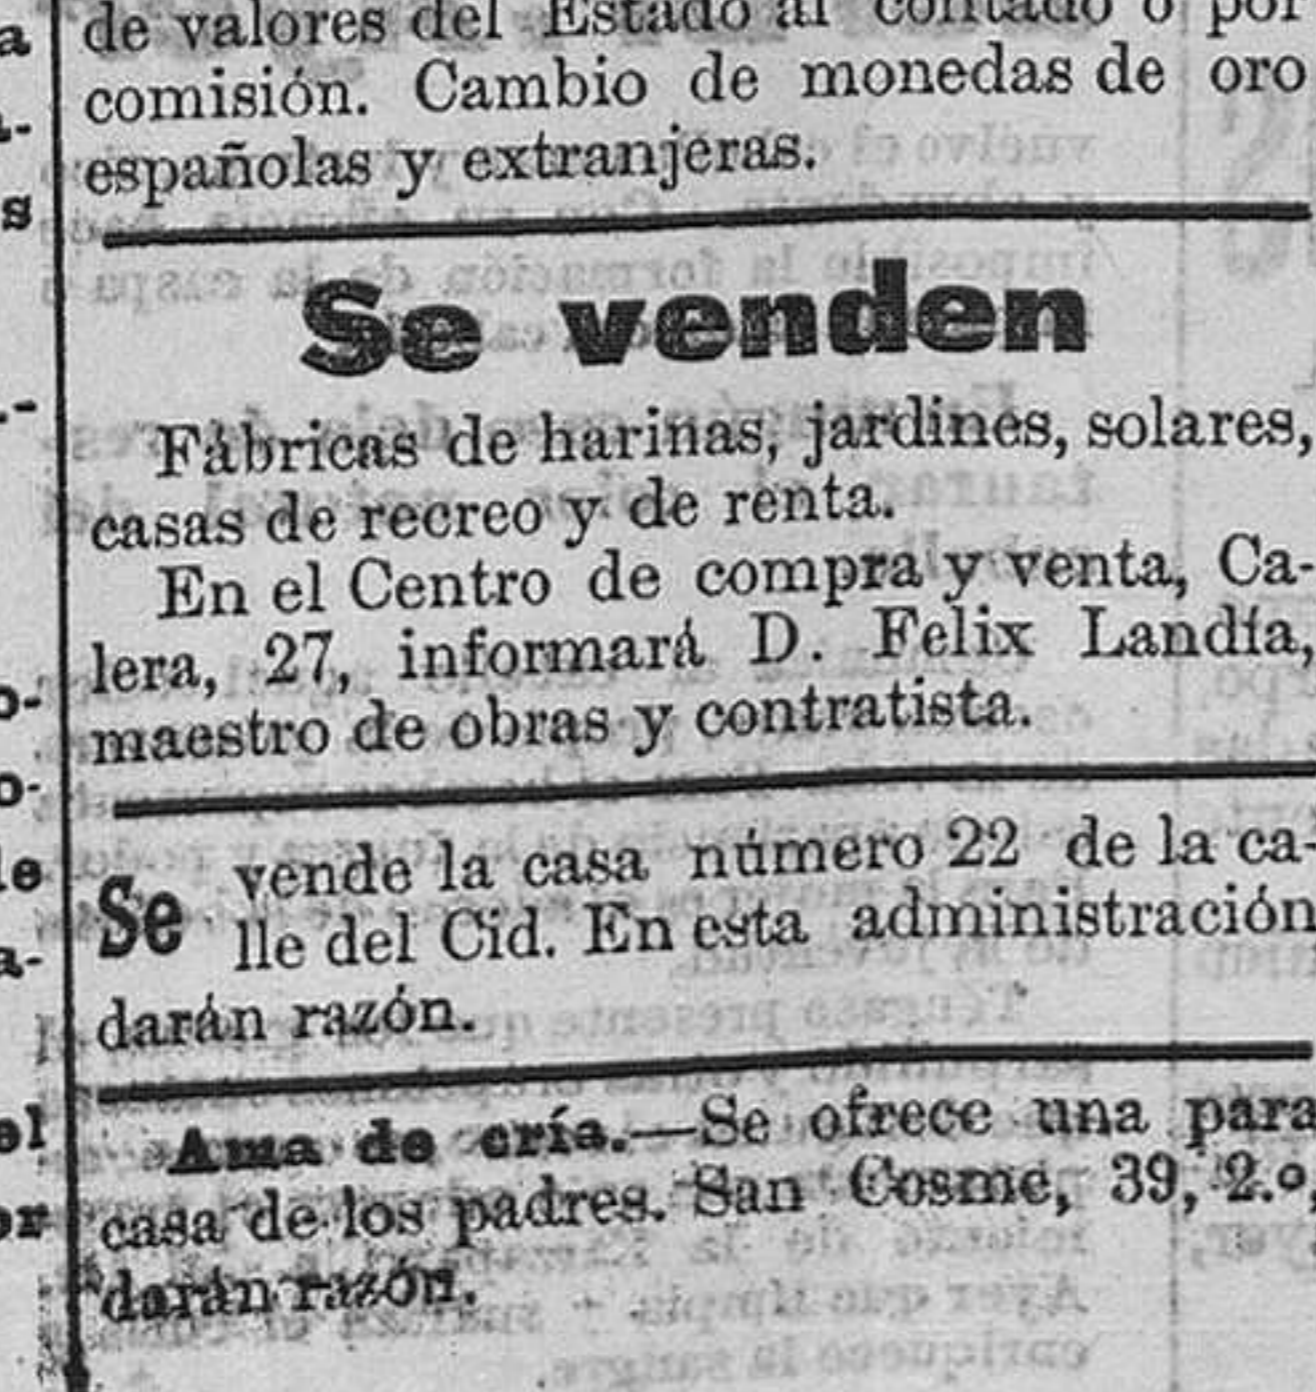 de valores del Estado al contado o por
comisión. Cambio de monedas de oro
españolas y extranjeras.
Se venden
Fábricas de harinas, jardines, solares,
casas de recreo y de renta.
En el Centro de compra y venta, Ca-
lera, 27, informará D. Felix Landía,
maestro de obras y contratista.
Se vende la casa número 22 de la ca-
lle del Cid. En esta administración
darán razón.
Ama de cría.—Se ofrece una para
casa de los padres. San Cosme, 39, 2.º
darán razón.